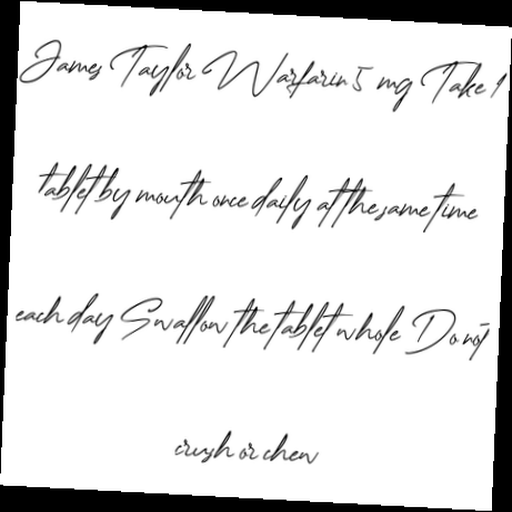 James Taylor Warfarin 5 mg Take 1
tablet by mouth once daily at the same time
each day Swallow the tablet whole Do not
crush or chew